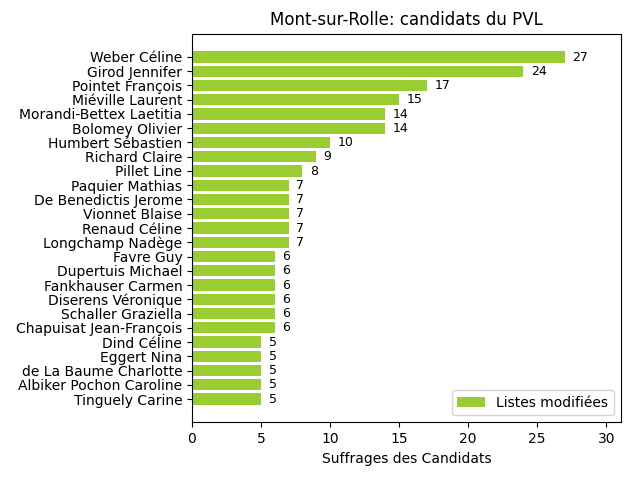 Mont-sur-Rolle: candidats du PVL
Weber Céline 27
Girod Jennifer 24
Pointet François 17
Miéville Laurent 15
Morandi-Bettex Laetitia 14
Bolomey Olivier 14
Humbert Sébastien 10
Richard Claire 9
Pillet Line 8
Paquier Mathias 7
De Benedictis Jerome 7
Vionnet Blaise 7
Renaud Céline 7
Longchamp Nadège 7
Favre Guy 6
Dupertuis Michael 6
Fankhauser Carmen 6
Diserens Véronique 6
Schaller Graziella 6
Chapuisat Jean-François 6
Dind Céline 5
Eggert Nina 5
de La Baume Charlotte 5
Albiker Pochon Caroline 5
Tinguely Carine 5
Listes modifiées
0 5 10 15 20 25 30
Suffrages des Candidats